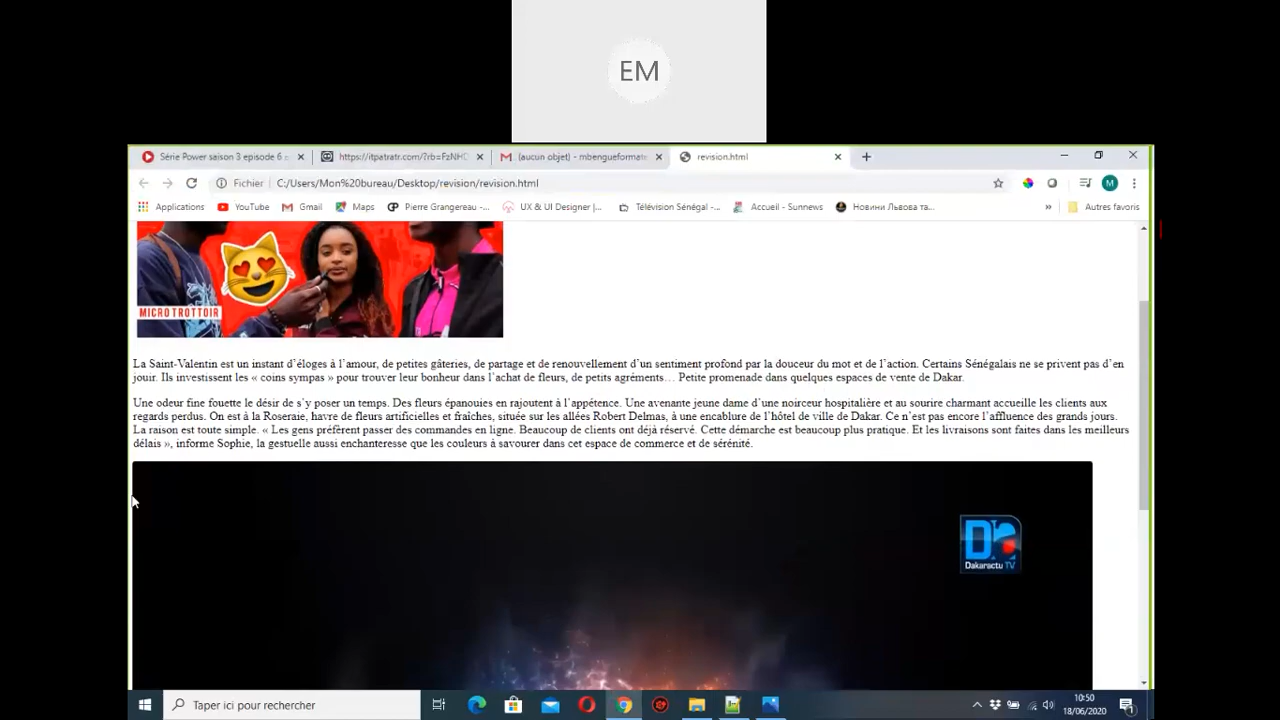 EM
Série Power saison 3 episode 6
https://itpatratr.com/?rb=FzNH
(aucun objet) - mbengueformate
revision.html
Fichier
C:/Users/Mon%20bureau/Desktop/revision/revision.html
M
Applications
YouTube
Gmail
Maps
Pierre Grangereau -...
UX & UI Designer |...
Télévision Sénégal -...
Accueil - Sunnews
Новини Львова та...
»
Autres favoris
MICROTROTTOIR
La Saint-Valentin est un instant d’éloges à l’amour, de petites gâteries, de partage et de renouvellement d’un sentiment profond par la douceur du mot et de l’action. Certains Sénégalais ne se privent pas d’en
jouir. Ils investissent les « coins sympas » pour trouver leur bonheur dans l’achat de fleurs, de petits agréments… Petite promenade dans quelques espaces de vente de Dakar.
Une odeur fine fouette le désir de s’y poser un temps. Des fleurs épanouies en rajoutent à l’appétence. Une avenante jeune dame d’une noirceur hospitalière et au sourire charmant accueille les clients aux
regards perdus. On est à la Roseraie, havre de fleurs artificielles et fraîches, située sur les allées Robert Delmas, à une encablure de l’hôtel de ville de Dakar. Ce n’est pas encore l’affluence des grands jours.
La raison est toute simple. « Les gens préfèrent passer des commandes en ligne. Beaucoup de clients ont déjà réservé. Cette démarche est beaucoup plus pratique. Et les livraisons sont faites dans les meilleurs
délais », informe Sophie, la gestuelle aussi enchanteresse que les couleurs à savourer dans cet espace de commerce et de sérénité.
Dakaractu TV
Taper ici pour rechercher
10:50
18/06/2020